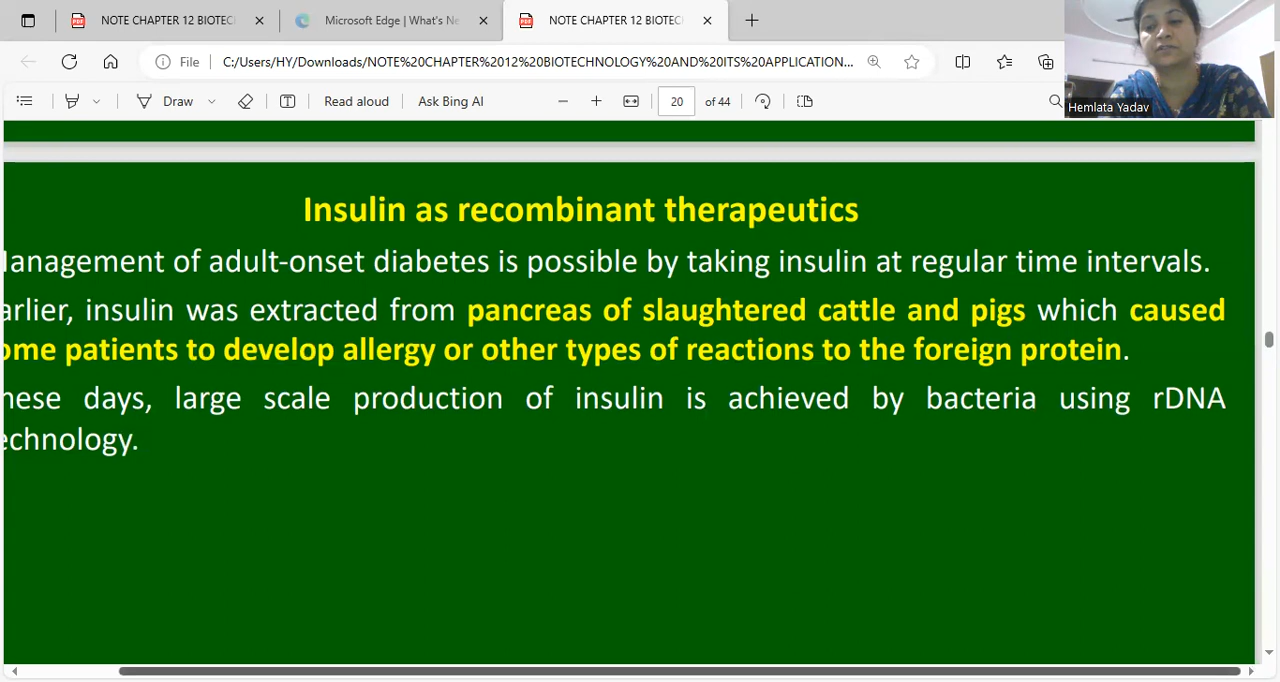 NOTE CHAPTER 12 BIOTEC
Microsoft Edge | What's Ne
NOTE CHAPTER 12 BIOTEC
File
C:/Users/HY/Downloads/NOTE%20CHAPTER%2012%20BIOTECHNOLOGY%20AND%20ITS%20APPLICATION...
Draw
Read aloud
Ask Bing AI
20
of 44
Hemlata Yadav
Insulin as recombinant therapeutics
anagement of adult-onset diabetes is possible by taking insulin at regular time intervals.
arlier, insulin was extracted from pancreas of slaughtered cattle and pigs which caused
ome patients to develop allergy or other types of reactions to the foreign protein.
hese days, large scale production of insulin is achieved by bacteria using rDNA
echnology.